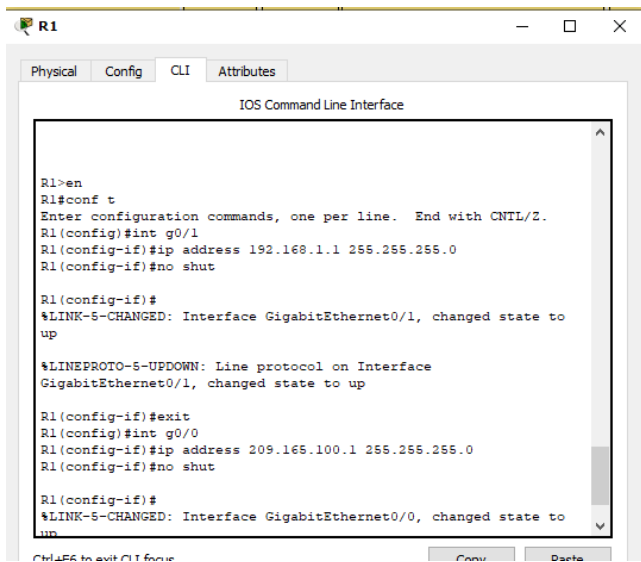 R1
Physical Config CLI Attributes
IOS Command Line Interface
R1>en
R1#conf t
Enter configuration commands, one per line. End with CNTL/Z.
R1(config)#int g0/1
R1(config-if)#ip address 192.168.1.1 255.255.255.0
R1(config-if)#no shut
R1(config-if)#
%LINK-5-CHANGED: Interface GigabitEthernet0/1, changed state to
up
%LINEPROTO-5-UPDOWN: Line protocol on Interface
GigabitEthernet0/1, changed state to up
R1(config-if)#exit
R1(config)#int g0/0
R1(config-if)#ip address 209.165.100.1 255.255.255.0
R1(config-if)#no shut
R1(config-if)#
%LINK-5-CHANGED: Interface GigabitEthernet0/0, changed state to
up
Ctrl+F6 to exit CLI focus Copy Paste